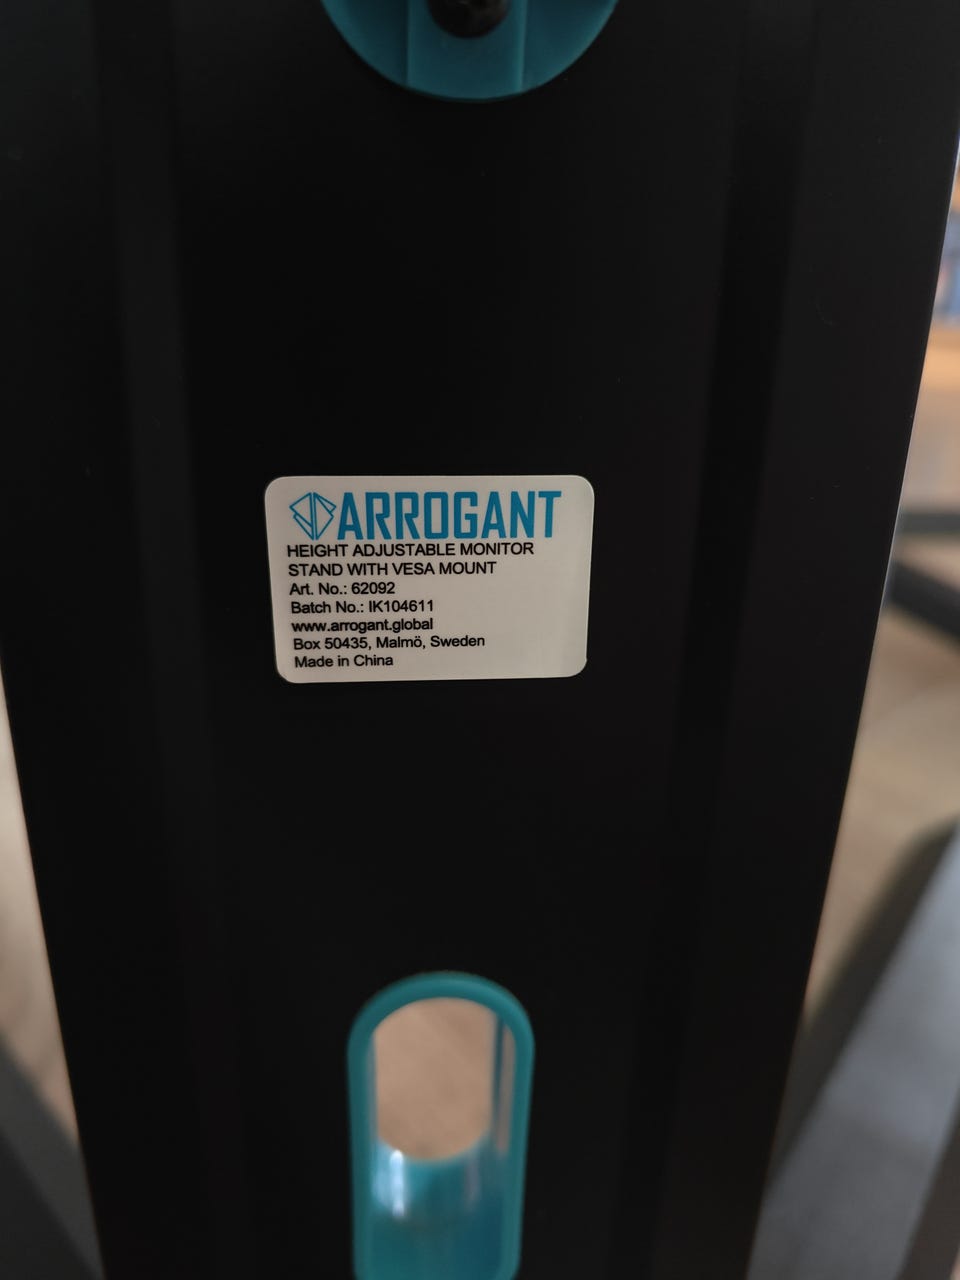 ARROGANT
HEIGHT ADJUSTABLE MONITOR
STAND WITH VESA MOUNT
Art. No.: 62092
Batch No.: IK104611
www.arrogant.global
Box 50435, Malmö, Sweden
Made in China